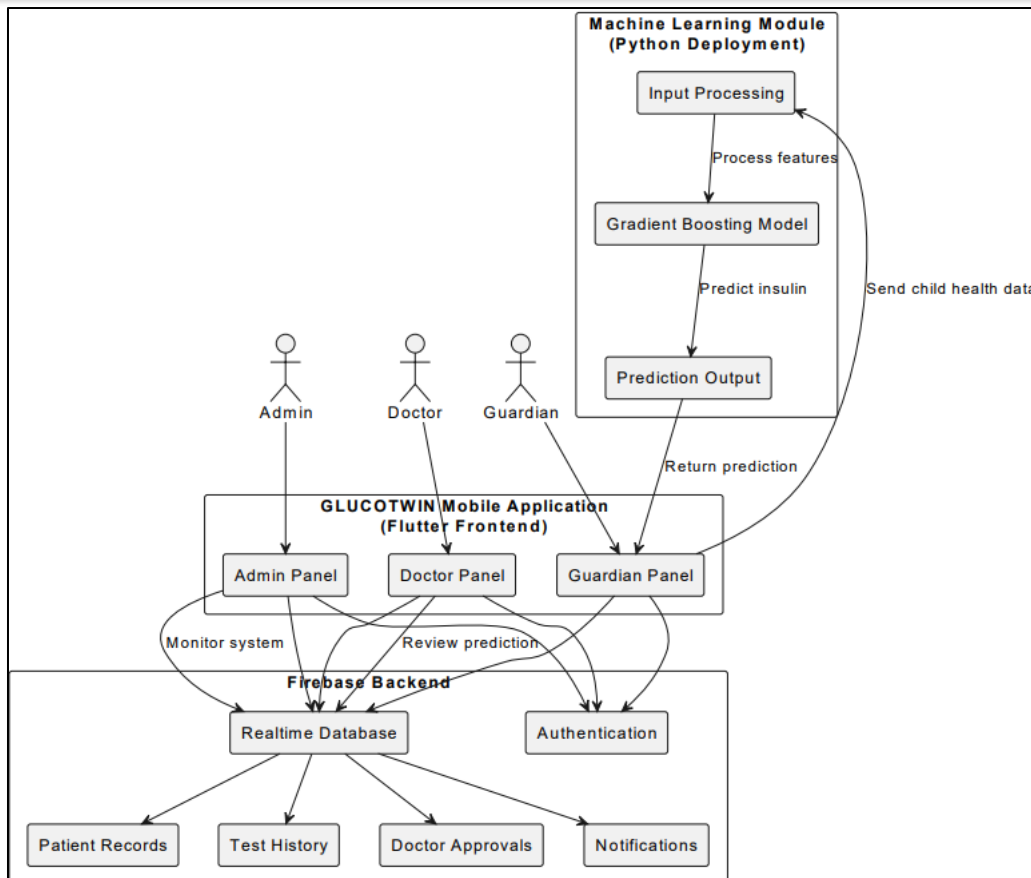 Machine Learning Module
(Python Deployment)
Input Processing
Process features
Gradient Boosting Model
Predict insulin
Send child health data
Prediction Output
Admin
Doctor
Guardian
Return prediction
GLUCOTWIN Mobile Application
(Flutter Frontend)
Admin Panel
Doctor Panel
Guardian Panel
Monitor system
Review prediction
Firebase Backend
Realtime Database
Authentication
Patient Records
Test History
Doctor Approvals
Notifications